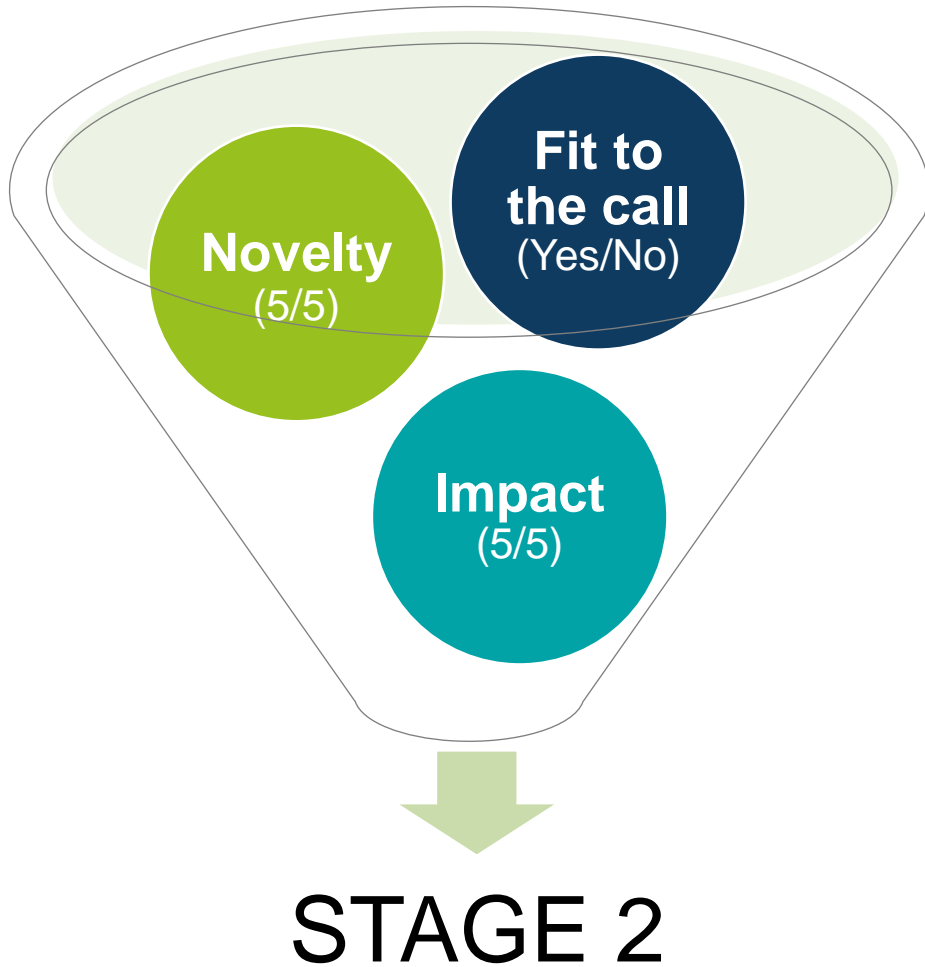 Fit to
the call
(Yes/No)
Novelty
(5/5)
Impact
(5/5)
STAGE 2